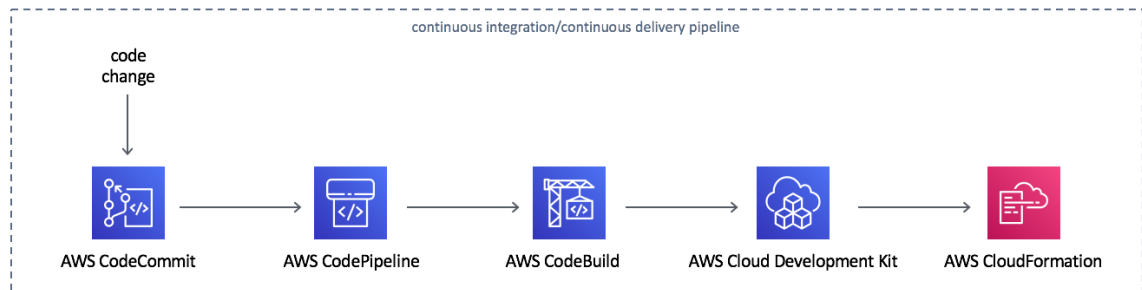 continuous integration/continuous delivery pipeline
code
change
</>
</>
</>
AWS CodeCommit
AWS CodePipeline
AWS CodeBuild
AWS Cloud Development Kit
AWS CloudFormation